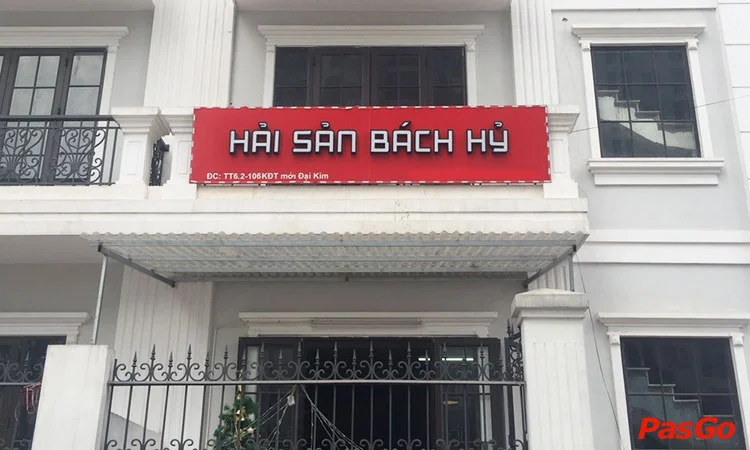 HẢI SẢN BÁCH HỶ
ĐC: TT6.2-106KĐT mới Đại Kim
PasGo